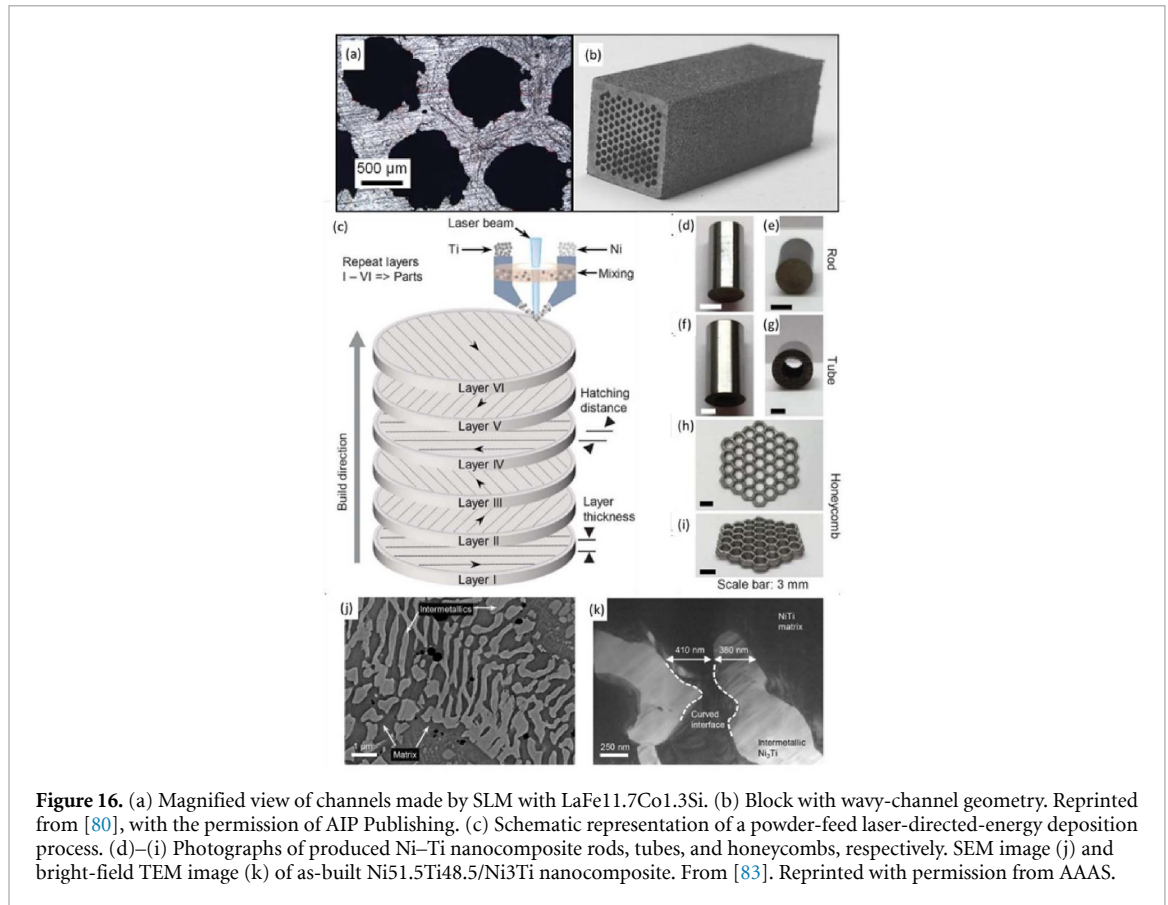 (a)
500 μm
(b)
(c)
Laser beam
Ti
Ni
Mixing
Repeat layers
I – VI => Parts
Build direction
Layer VI
Layer V
Layer IV
Layer III
Layer II
Layer I
Hatching
distance
Layer
thickness
(d)
(e)
Rod
(f)
(g)
Tube
(h)
(i)
Honeycomb
Scale bar: 3 mm
(j)
Intermetallics
Matrix
1 μm
(k)
NiTi
matrix
410 nm
380 nm
Curved
interface
Intermetallic
Ni₃Ti
250 nm
Figure 16. (a) Magnified view of channels made by SLM with LaFe11.7Co1.3Si. (b) Block with wavy-channel geometry. Reprinted
from [80], with the permission of AIP Publishing. (c) Schematic representation of a powder-feed laser-directed-energy deposition
process. (d)–(i) Photographs of produced Ni–Ti nanocomposite rods, tubes, and honeycombs, respectively. SEM image (j) and
bright-field TEM image (k) of as-built Ni51.5Ti48.5/Ni3Ti nanocomposite. From [83]. Reprinted with permission from AAAS.